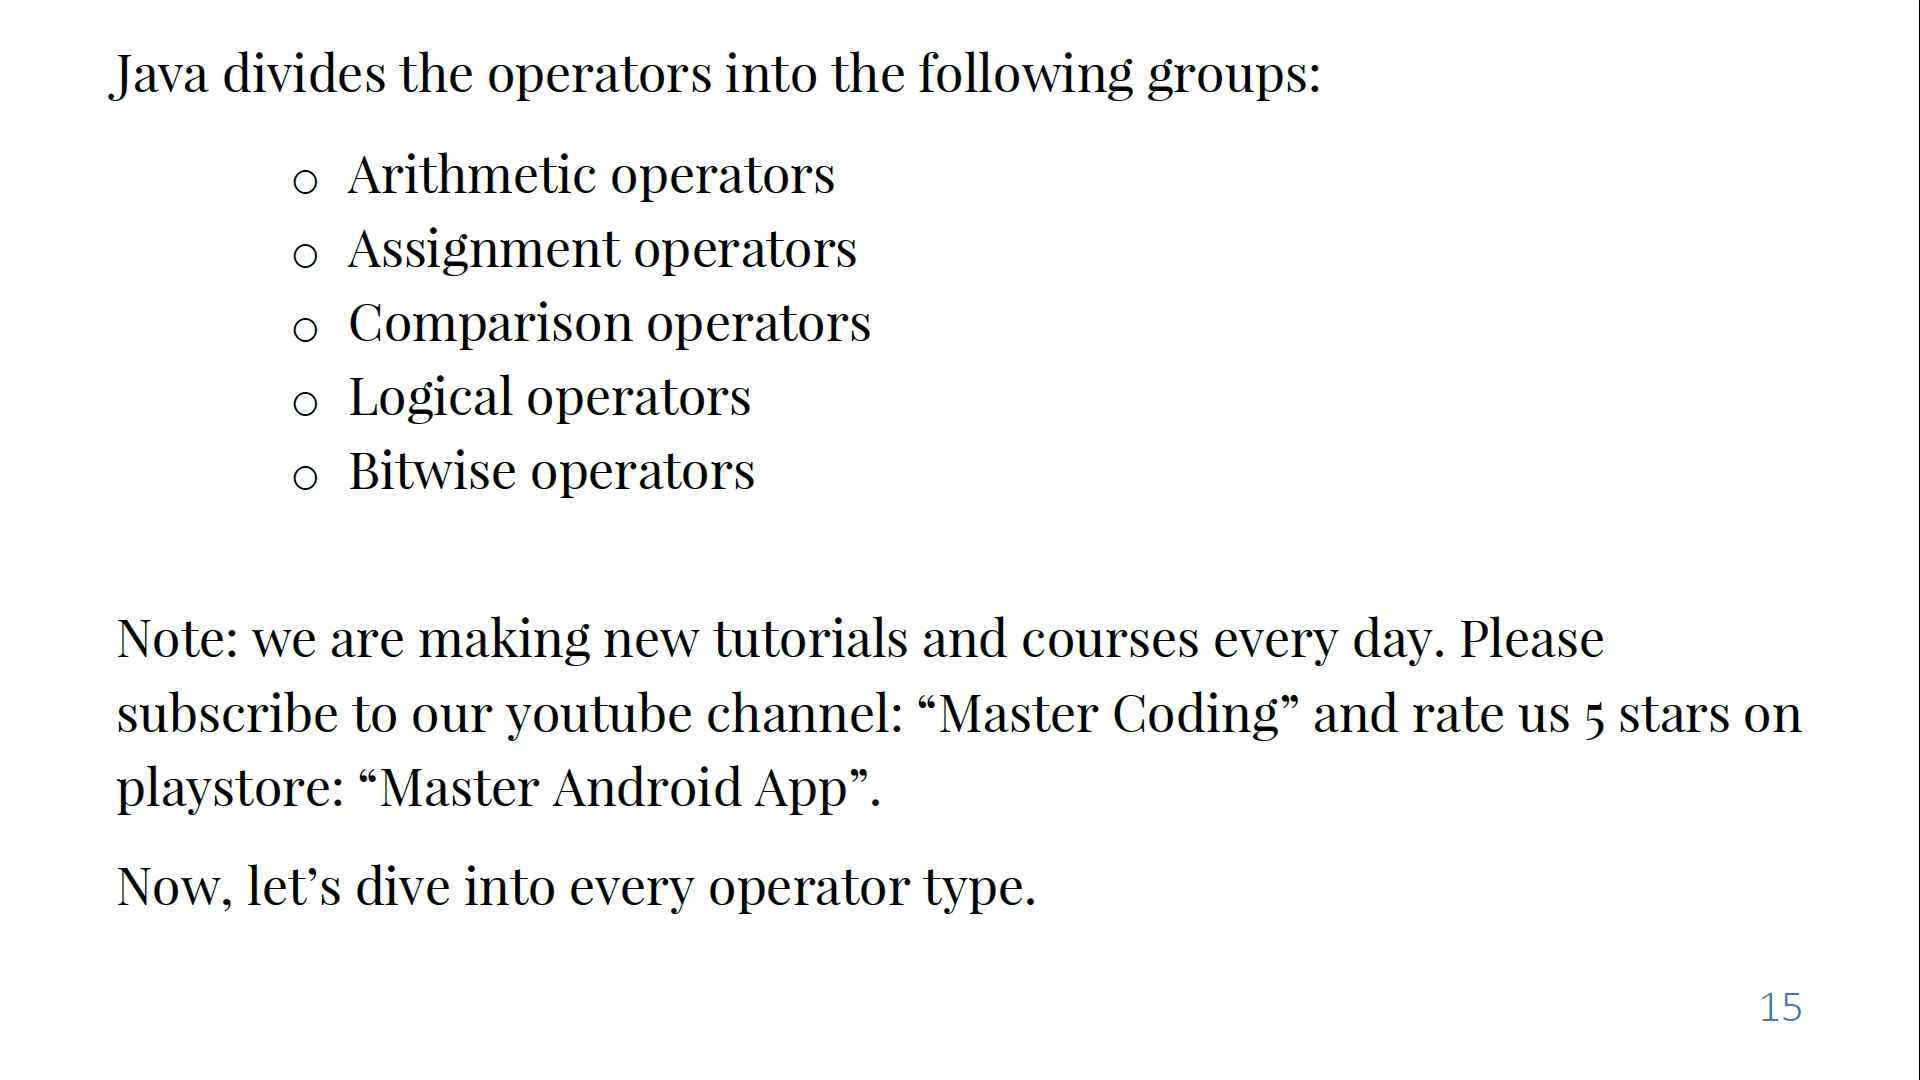 Java divides the operators into the following groups:
o Arithmetic operators
o Assignment operators
o Comparison operators
o Logical operators
o Bitwise operators
Note: we are making new tutorials and courses every day. Please
subscribe to our youtube channel: “Master Coding” and rate us 5 stars on
playstore: “Master Android App”.
Now, let’s dive into every operator type.
15